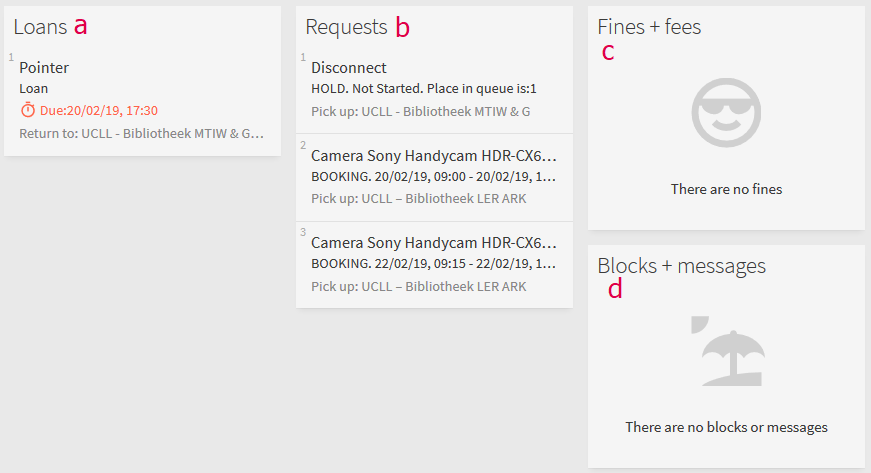 Loans a
1
Pointer
Loan
Due:20/02/19, 17:30
Return to: UCLL - Bibliotheek MTIW & G...
Requests b
1
Disconnect
HOLD. Not Started. Place in queue is:1
Pick up: UCLL - Bibliotheek MTIW & G
2
Camera Sony Handycam HDR-CX6...
BOOKING. 20/02/19, 09:00 - 20/02/19, 1...
Pick up: UCLL – Bibliotheek LER ARK
3
Camera Sony Handycam HDR-CX6...
BOOKING. 22/02/19, 09:15 - 22/02/19, 1...
Pick up: UCLL – Bibliotheek LER ARK
Fines + fees
c
There are no fines
Blocks + messages
d
There are no blocks or messages